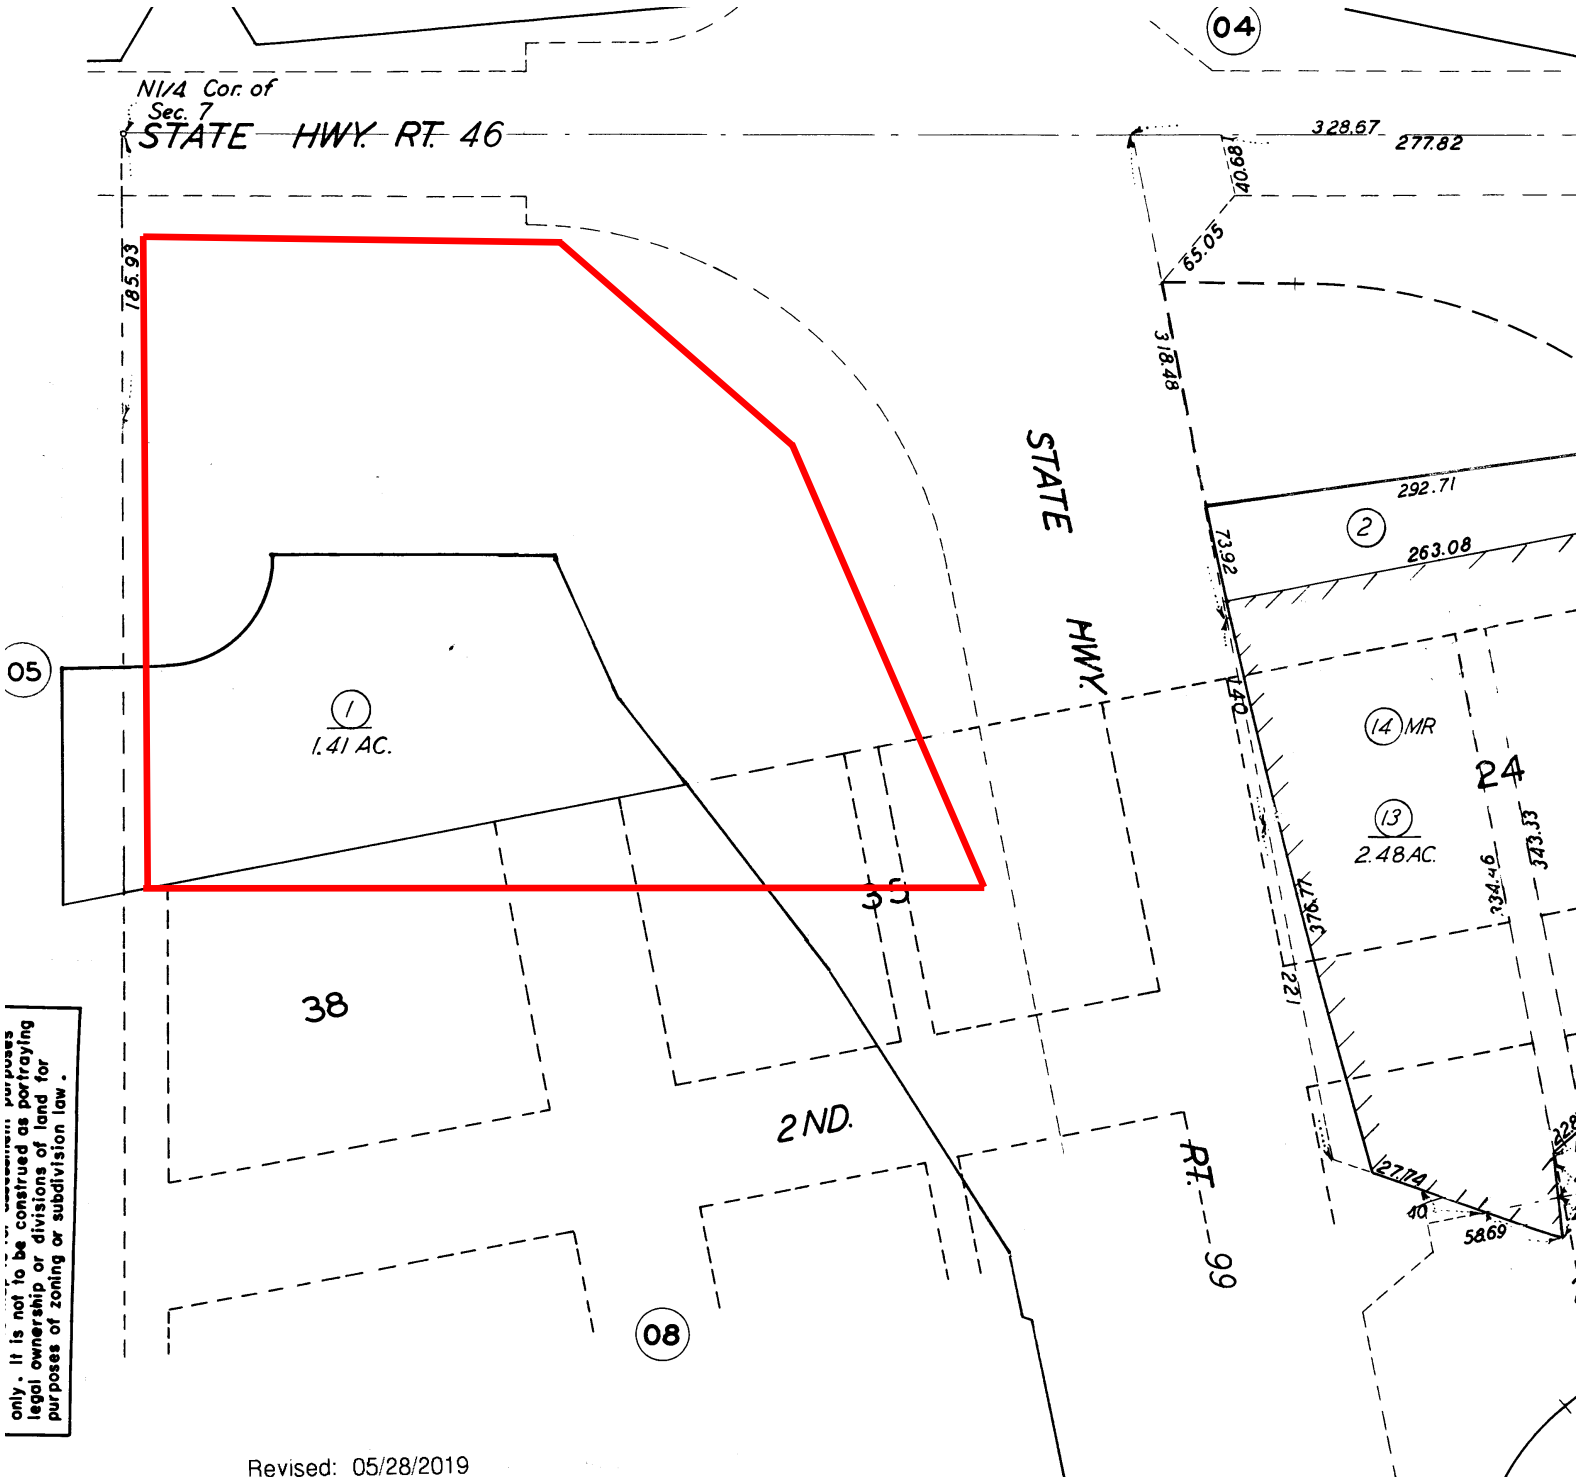 04
N1/4 Cor. of
Sec. 7
STATE HWY. RT. 46
328.67
277.82
40.68
65.05
185.93
318.48
STATE
HWY.
RT.
99
292.71
2
263.08
73.92
05
1
1.41 AC.
140
14 MR
24
13
2.48 AC.
343.33
334.46
376.77
221
38
2ND.
27.74
40
58.69
08
only. It is not to be construed as portraying
legal ownership or divisions of land for
purposes of zoning or subdivision law.
Revised: 05/28/2019